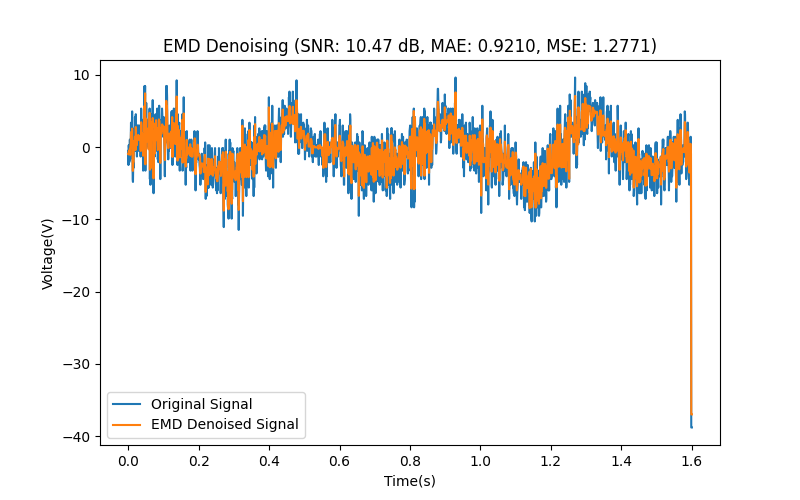 EMD Denoising (SNR: 10.47 dB, MAE: 0.9210, MSE: 1.2771)
10
0
−10
−20
−30
−40
Voltage(V)
Original Signal
EMD Denoised Signal
0.0 0.2 0.4 0.6 0.8 1.0 1.2 1.4 1.6
Time(s)